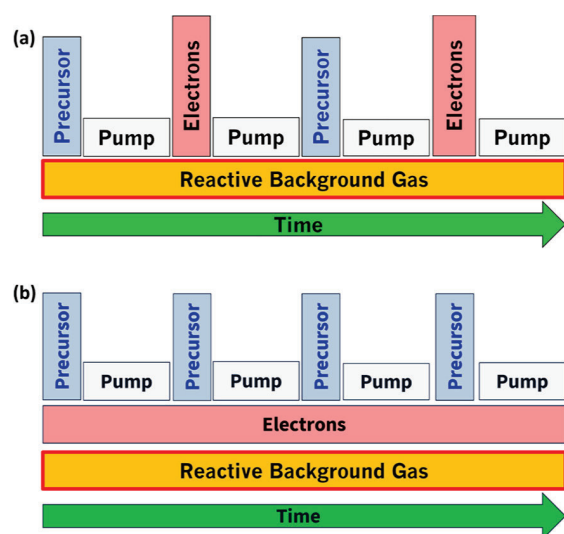 (a)
Precursor
Pump
Electrons
Pump
Precursor
Pump
Electrons
Pump
Reactive Background Gas
Time
(b)
Precursor
Pump
Precursor
Pump
Precursor
Pump
Precursor
Pump
Electrons
Reactive Background Gas
Time